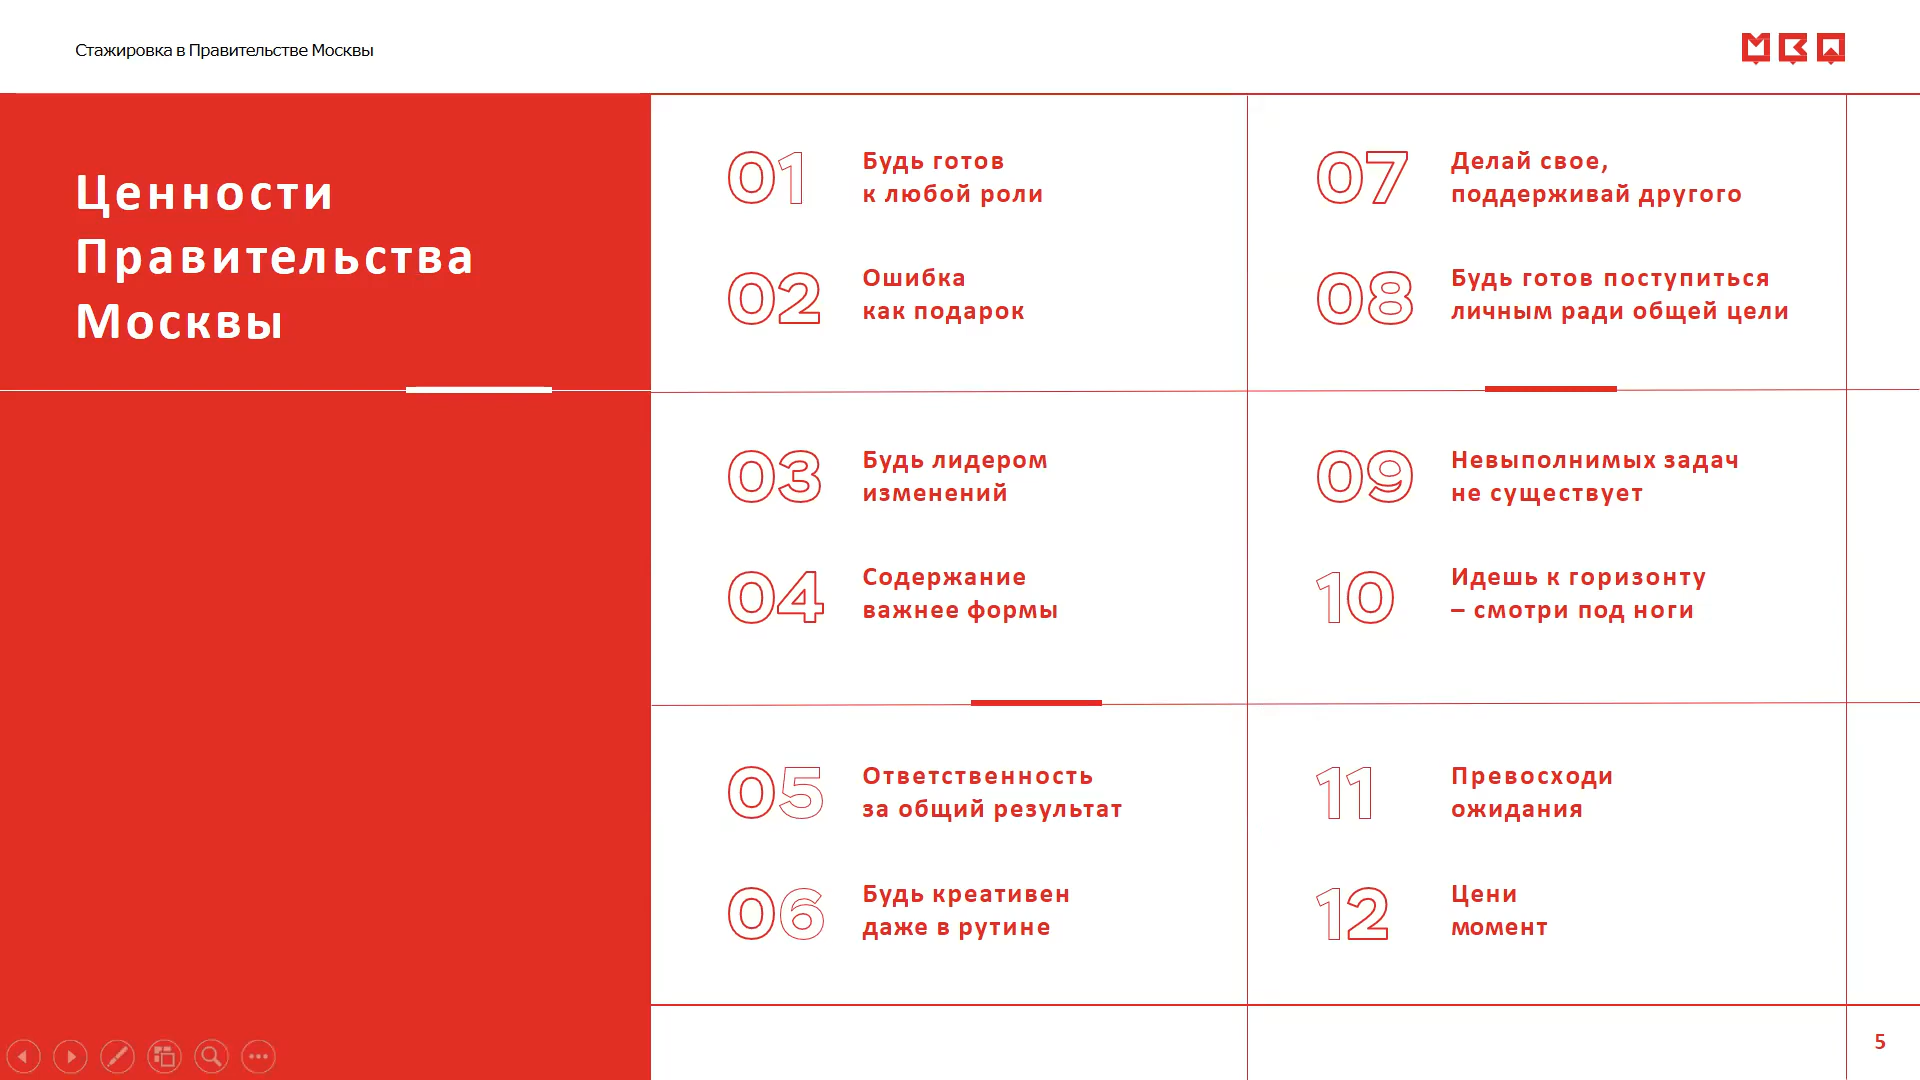 Стажировка в Правительстве Москвы
Ценности
Правительства
Москвы
01
Будь готов
к любой роли
02
Ошибка
как подарок
03
Будь лидером
изменений
04
Содержание
важнее формы
05
Ответственность
за общий результат
06
Будь креативен
даже в рутине
07
Делай свое,
поддерживай другого
08
Будь готов поступиться
личным ради общей цели
09
Невыполнимых задач
не существует
10
Идешь к горизонту
– смотри под ноги
11
Превосходи
ожидания
12
Цени
момент
5